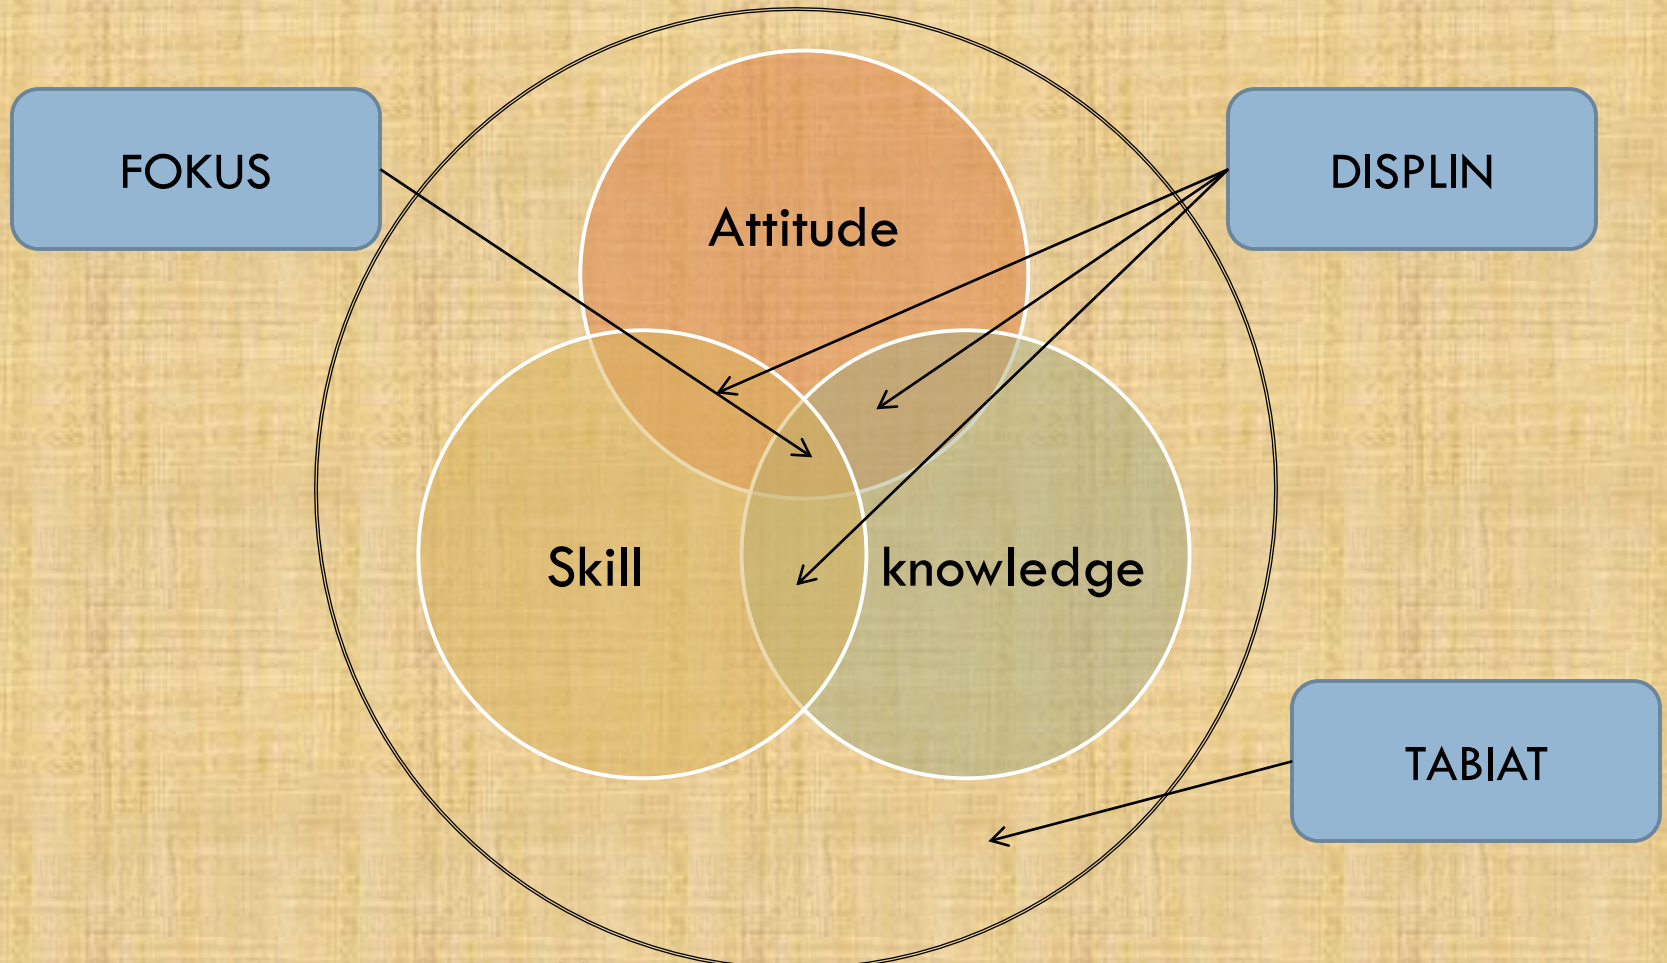 FOKUS
DISPLIN
Attitude
Skill
knowledge
TABIAT